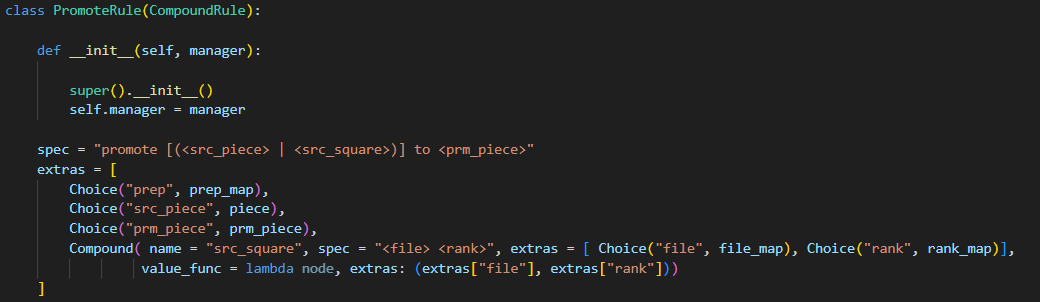 class PromoteRule(CompoundRule):
def __init__(self, manager):
super().__init__()
self.manager = manager
spec = "promote [(<src_piece> | <src_square>)] to <prm_piece>"
extras = [
Choice("prep", prep_map),
Choice("src_piece", piece),
Choice("prm_piece", prm_piece),
Compound( name = "src_square", spec = "<file> <rank>", extras = [ Choice("file", file_map), Choice("rank", rank_map)],
value_func = lambda node, extras: (extras["file"], extras["rank"]))
]